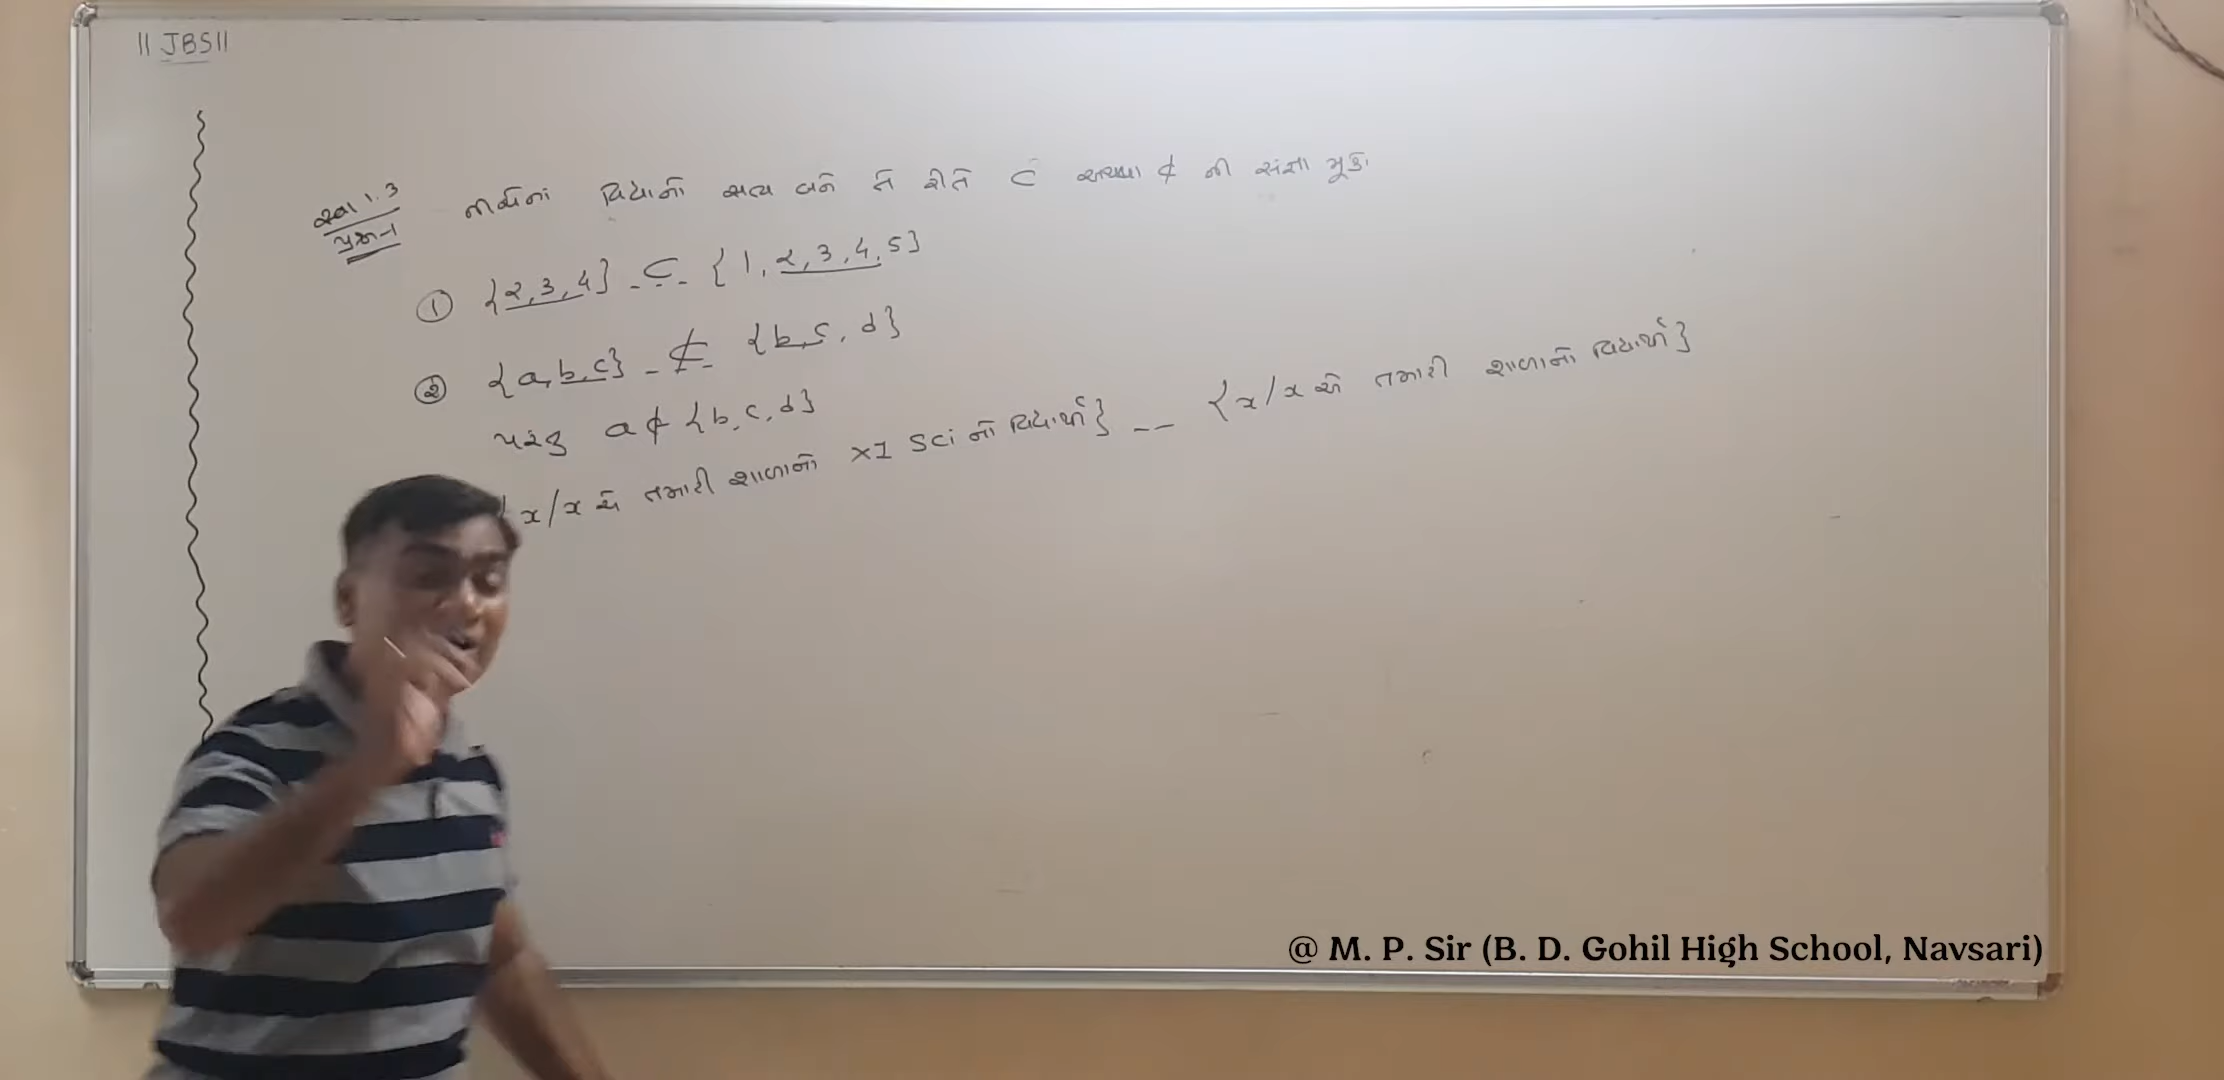 || JBS ||
સ્વા 1.3 નીચેનાં વિધાનો સત્ય બને તે રીતે ⊂ અથવા ⊄ ની સંજ્ઞા મૂકો
પ્રશ્ન-1
① {2,3,4} _ ⊂ _ {1,2,3,4,5}
② {a,b,c} _ ⊄ _ {b,c,d}
પરંતુ a ∉ {b,c,d}
{x/x એ તમારી શાળાનો XI Sci નો વિદ્યાર્થી} _ _ {x/x એ તમારી શાળાનો વિદ્યાર્થી}
@ M. P. Sir (B. D. Gohil High School, Navsari)